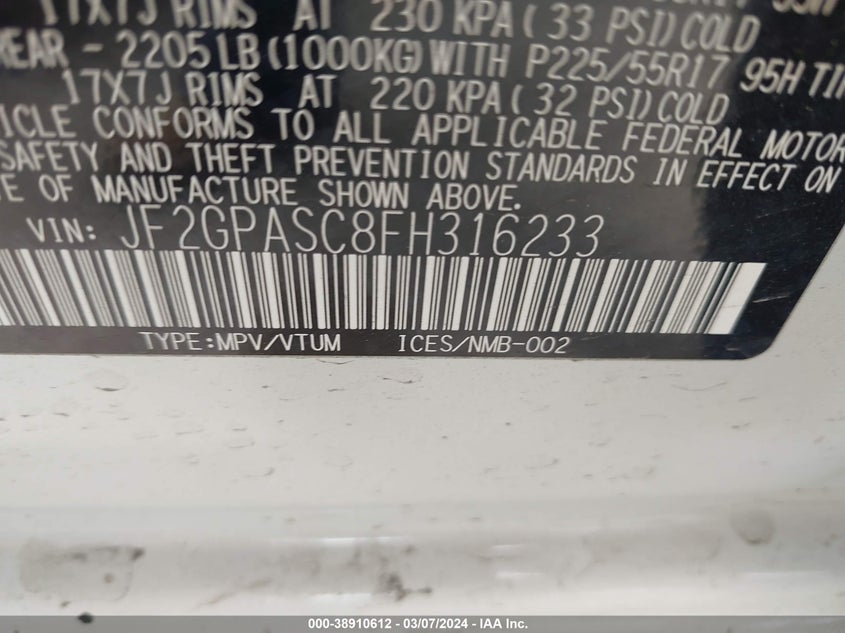 17X7J RIMS AT 230 KPA(33 PSI)COLD
REAR - 2205LB(1000KG)WITH P225/55R17 95H
17X7J RIMS AT 220 KPA(32 PSI)COLD
CONFORMS TO ALL APPLICABLE FEDERAL MOTOR
SAFETY AND THEFT PREVENTION STANDARDS IN EFFECT ON
OF MANUFACTURE SHOWN ABOVE.
VIN: JF2GPASC8FH316233
TYPE:MPV/VTUM ICES/NMB-002
000-38910612 - 03/07/2024 - IAA Inc.